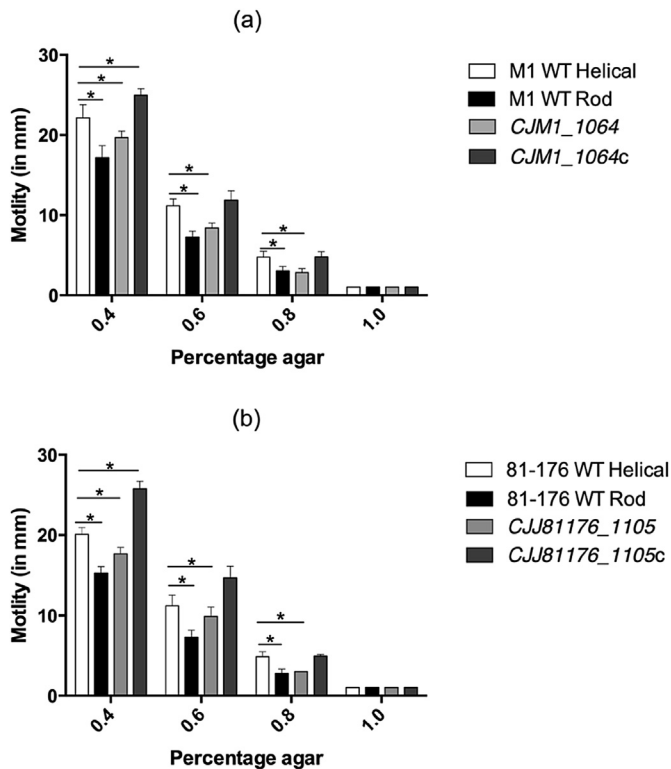 (a)
30
20
10
0
Motlity (in mm)
* * *
* *
* *
0.4 0.6 0.8 1.0
Percentage agar
M1 WT Helical
M1 WT Rod
CJM1_1064
CJM1_1064c
(b)
30
20
10
0
Motlity (in mm)
* * *
* *
* *
0.4 0.6 0.8 1.0
Percentage agar
81-176 WT Helical
81-176 WT Rod
CJJ81176_1105
CJJ81176_1105c